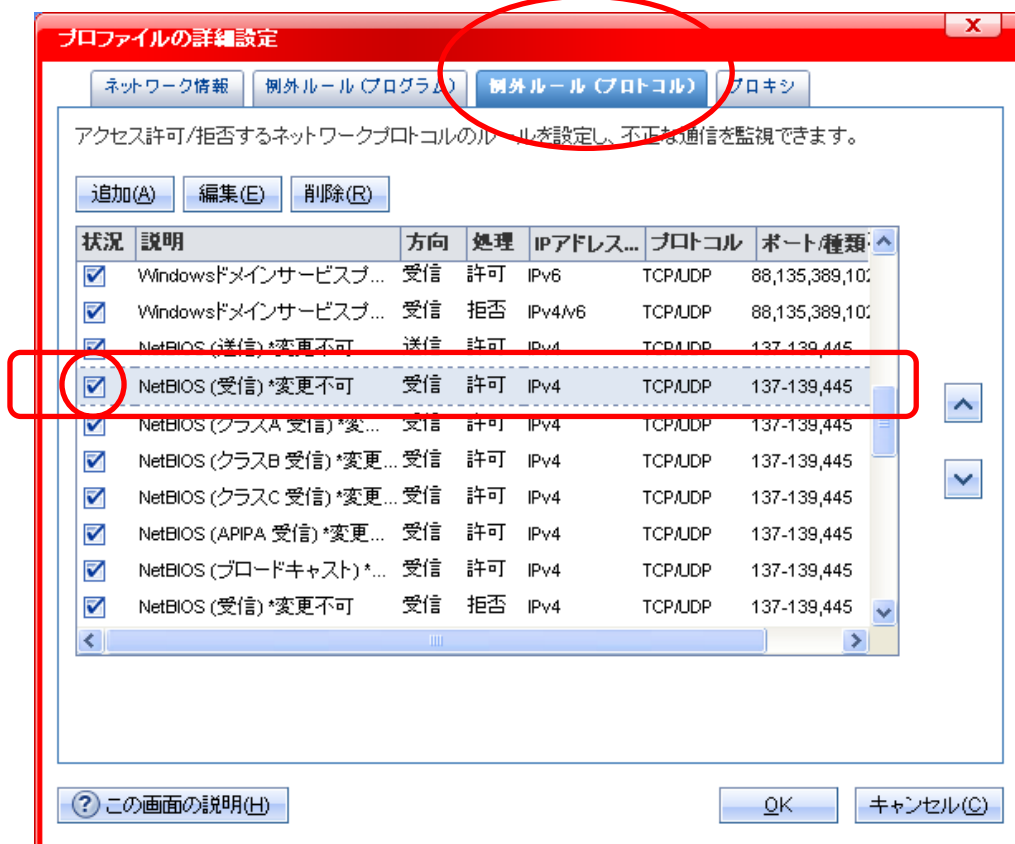 プロファイルの詳細設定
ネットワーク情報 例外ルール(プログラム) 例外ルール(プロトコル) プロキシ
アクセス許可/拒否するネットワークプロトコルのルールを設定し、不正な通信を監視できます。
追加(A) 編集(E) 削除(R)
状況 説明 方向 処理 IPアドレス... プロトコル ポート/種類
Windowsドメインサービスプ... 受信 許可 IPv6 TCP/UDP 88,135,389,102
Windowsドメインサービスプ... 受信 拒否 IPv4/v6 TCP/UDP 88,135,389,102
NetBIOS (送信) *変更不可 送信 許可 IPv4 TCP/UDP 137-139,445
NetBIOS (受信) *変更不可 受信 許可 IPv4 TCP/UDP 137-139,445
NetBIOS (クラスA 受信) *変... 受信 許可 IPv4 TCP/UDP 137-139,445
NetBIOS (クラスB 受信) *変更... 受信 許可 IPv4 TCP/UDP 137-139,445
NetBIOS (クラスC 受信) *変更... 受信 許可 IPv4 TCP/UDP 137-139,445
NetBIOS (APIPA 受信) *変更... 受信 許可 IPv4 TCP/UDP 137-139,445
NetBIOS (ブロードキャスト) *... 受信 許可 IPv4 TCP/UDP 137-139,445
NetBIOS (受信) *変更不可 受信 拒否 IPv4 TCP/UDP 137-139,445
この画面の説明(H) OK キャンセル(C)